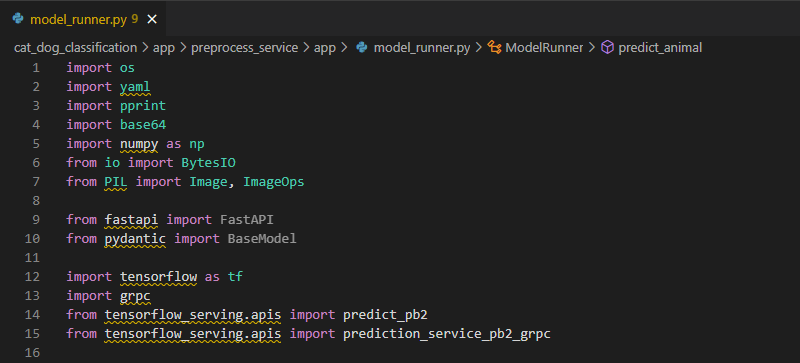 model_runner.py 9 ×
cat_dog_classification > app > preprocess_service > app > model_runner.py > ModelRunner > predict_animal
1 import os
2 import yaml
3 import pprint
4 import base64
5 import numpy as np
6 from io import BytesIO
7 from PIL import Image, ImageOps
8
9 from fastapi import FastAPI
10 from pydantic import BaseModel
11
12 import tensorflow as tf
13 import grpc
14 from tensorflow_serving.apis import predict_pb2
15 from tensorflow_serving.apis import prediction_service_pb2_grpc
16